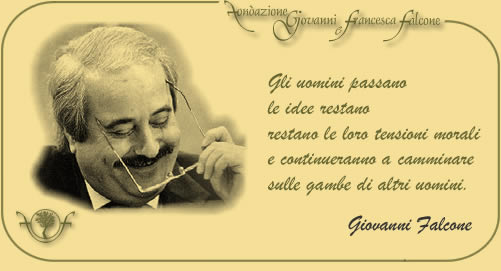 Fondazione
Giovanni e Francesca Falcone
Gli uomini passano
le idee restano
restano le loro tensioni morali
e continueranno a camminare
sulle gambe di altri uomini.
Giovanni Falcone